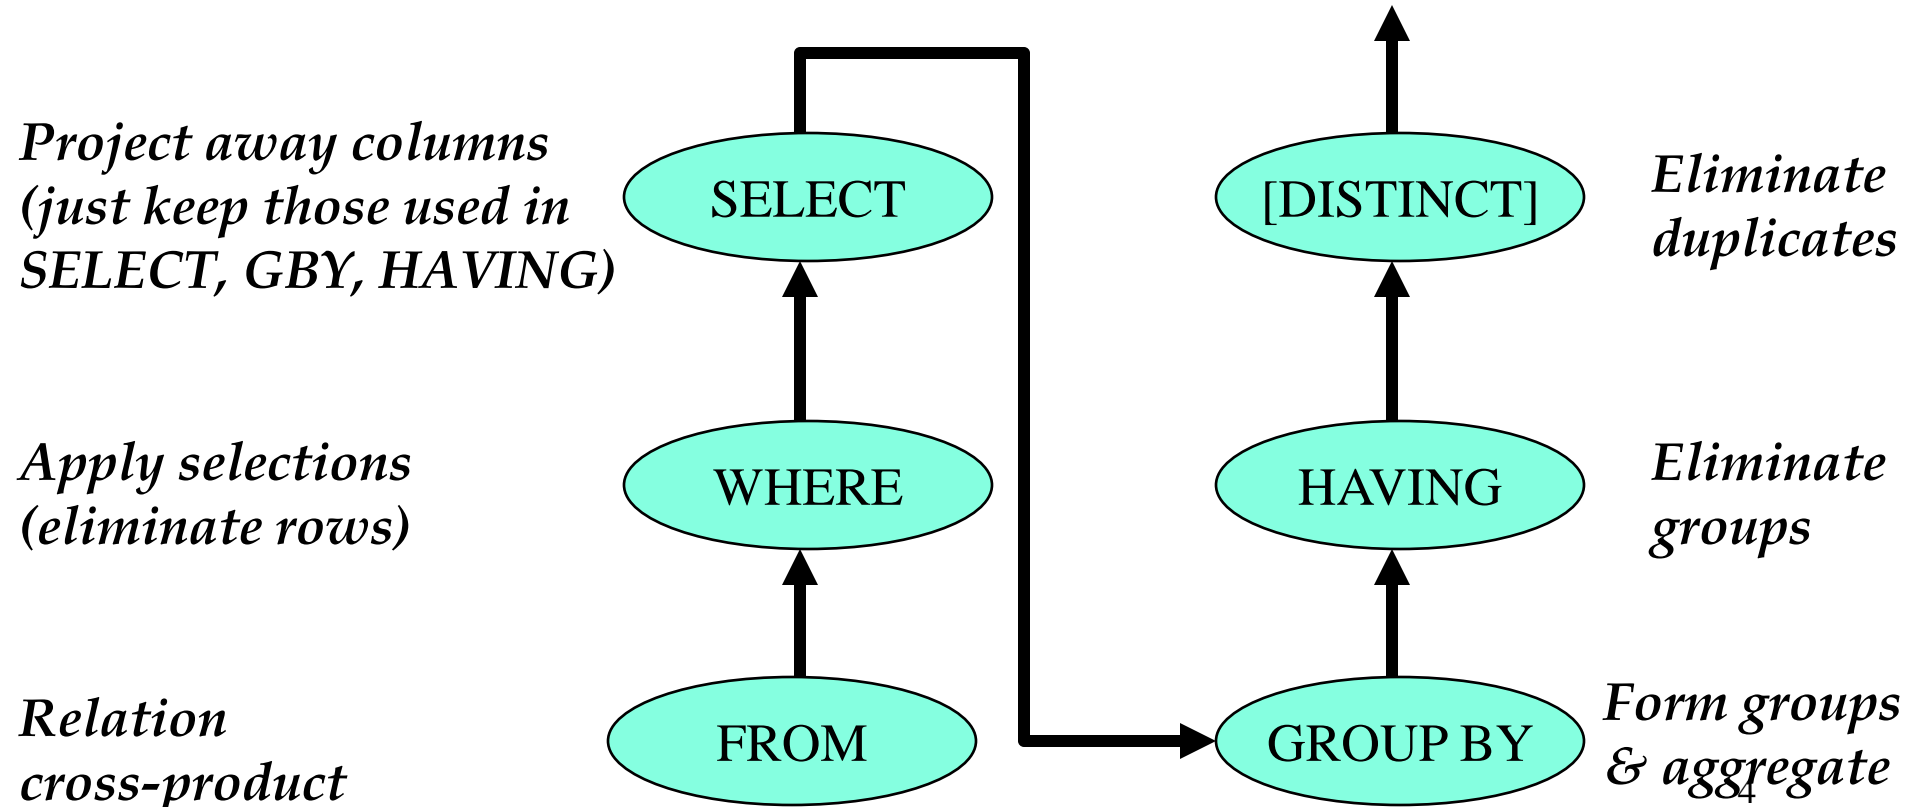 Project away columns
(just keep those used in
SELECT, GBY, HAVING)
SELECT
[DISTINCT]
Eliminate
duplicates
Apply selections
(eliminate rows)
WHERE
HAVING
Eliminate
groups
Relation
cross-product
FROM
GROUP BY
Form groups
& aggregate
4